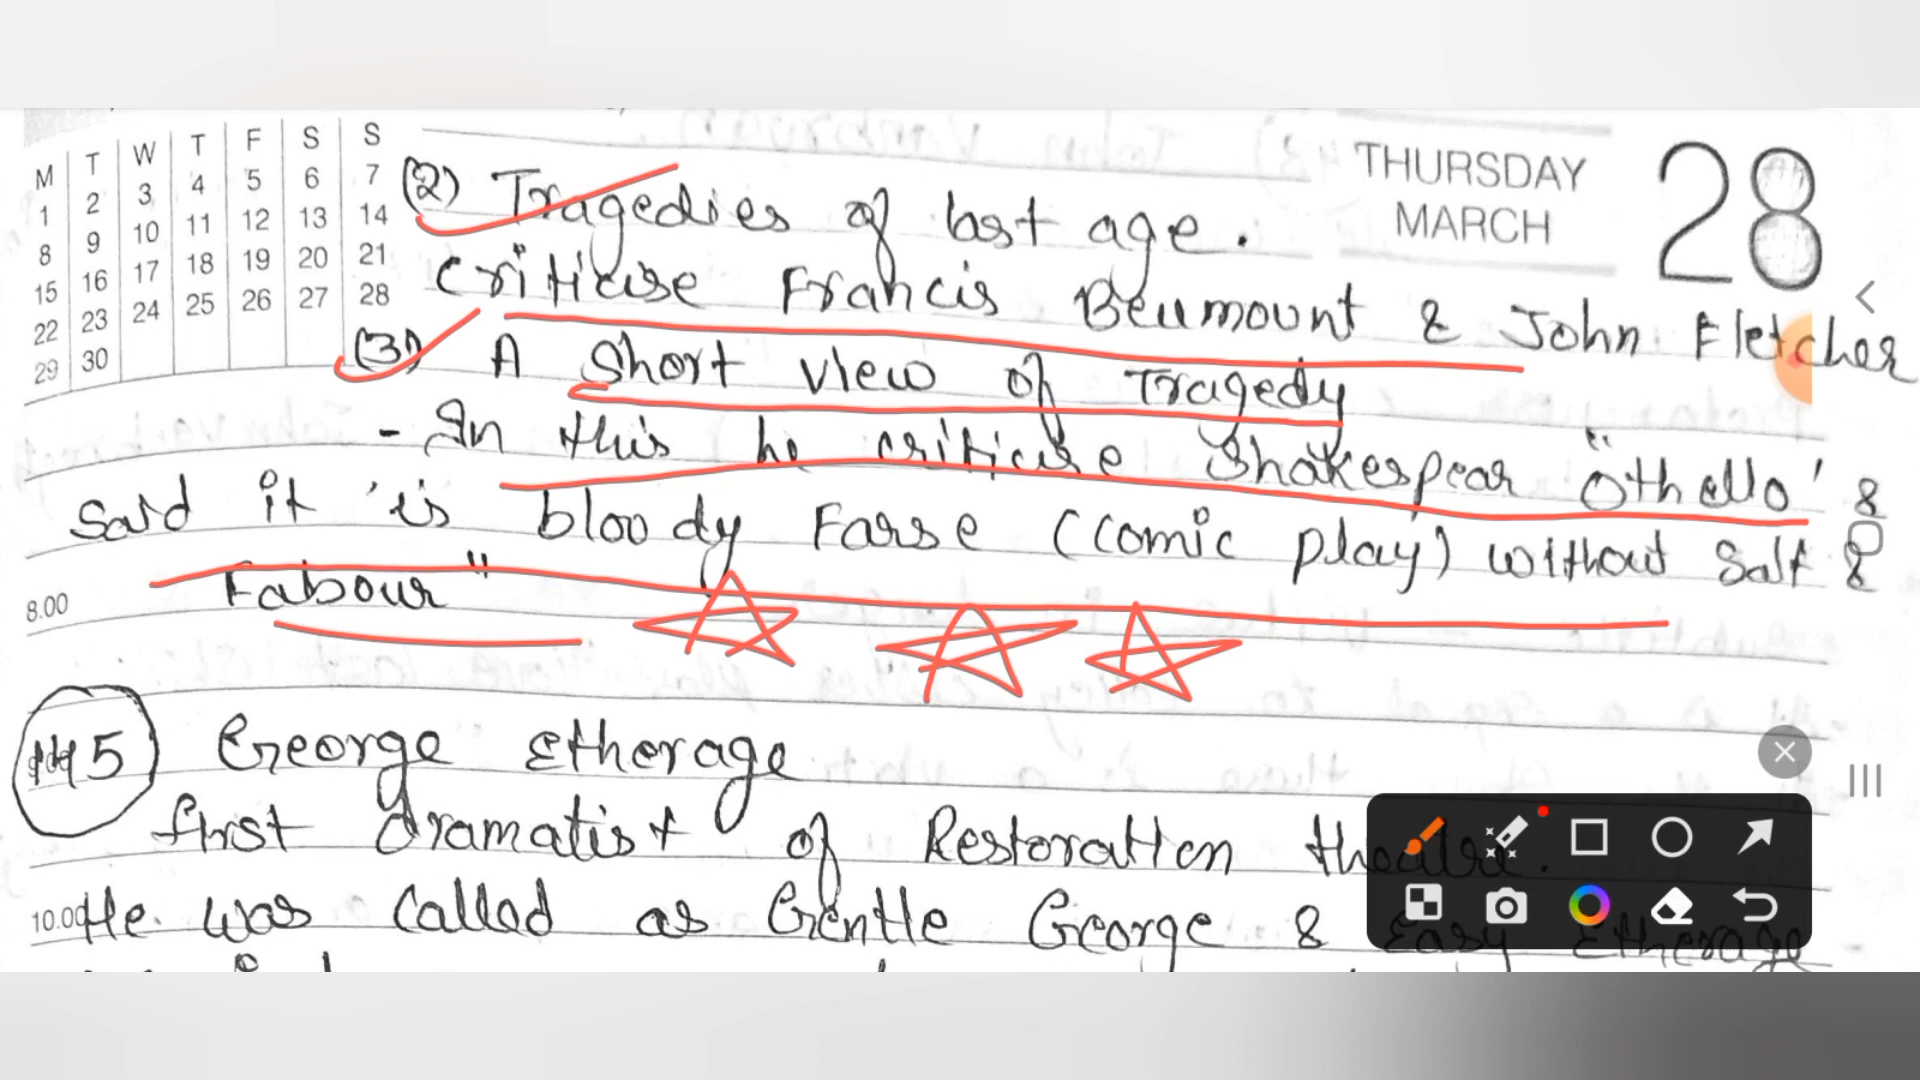 M T W T F S S
1 2 3 4 5 6 7
8 9 10 11 12 13 14
15 16 17 18 19 20 21
22 23 24 25 26 27 28
29 30
THURSDAY
MARCH
28
(2) Tragedies of last age.
Criticise Francis Beumount & John Fletcher
(3) A Short view of Tragedy
- In this he criticise Shakespear "Othello' &
Said it 'is bloody Farse (comic play) without Salt &
8.00 Fabour"
145 George Etherage
first dramatist of Restoration theatre.
10.00 He was called as Gentle George & Easy Etherage